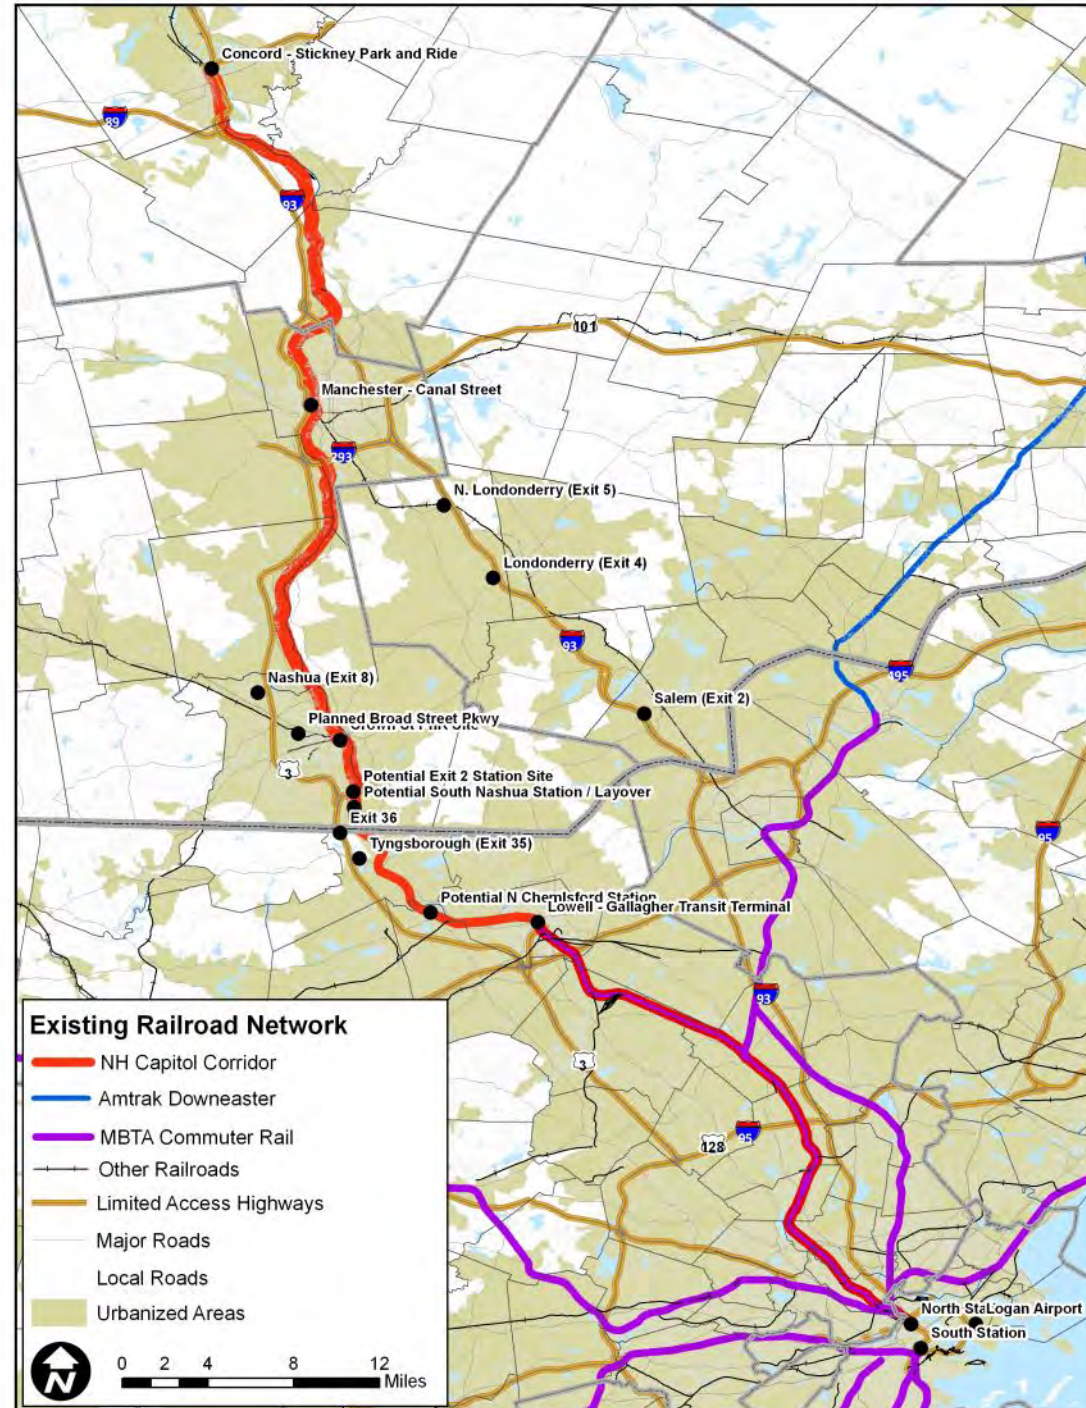 Concord - Stickney Park and Ride
89
93
101
Manchester - Canal Street
293
N. Londonderry (Exit 5)
Londonderry (Exit 4)
93
495
Nashua (Exit 8)
Salem (Exit 2)
Planned Broad Street Pkwy
3
Potential Exit 2 Station Site
Potential South Nashua Station / Layover
Exit 36
95
Tyngsborough (Exit 35)
Potential N Chemlsford Station
Lowell - Gallagher Transit Terminal
93
3
95
128
North Sta
Logan Airport
South Station
Existing Railroad Network
NH Capitol Corridor
Amtrak Downeaster
MBTA Commuter Rail
Other Railroads
Limited Access Highways
Major Roads
Local Roads
Urbanized Areas
N
0 2 4 8 12
Miles